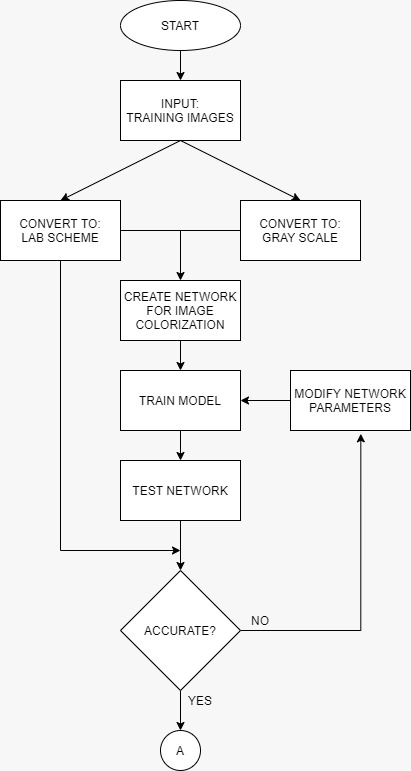 START
INPUT:
TRAINING IMAGES
CONVERT TO:
LAB SCHEME
CONVERT TO:
GRAY SCALE
CREATE NETWORK
FOR IMAGE
COLORIZATION
TRAIN MODEL
MODIFY NETWORK
PARAMETERS
TEST NETWORK
ACCURATE?
NO
YES
A